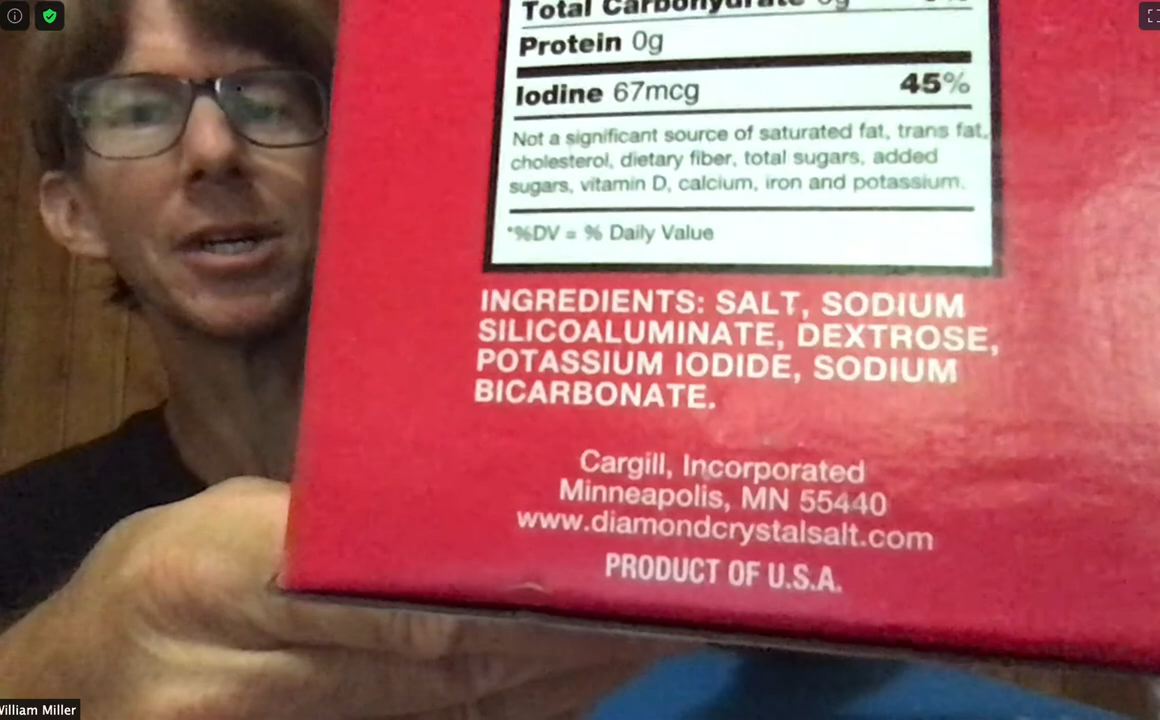 Total Carbohydrate 0g
Protein 0g
Iodine 67mcg 45%
Not a significant source of saturated fat, trans fat,
cholesterol, dietary fiber, total sugars, added
sugars, vitamin D, calcium, iron and potassium.
*%DV = % Daily Value
INGREDIENTS: SALT, SODIUM
SILICOALUMINATE, DEXTROSE,
POTASSIUM IODIDE, SODIUM
BICARBONATE.
Cargill, Incorporated
Minneapolis, MN 55440
www.diamondcrystalsalt.com
PRODUCT OF U.S.A.
William Miller